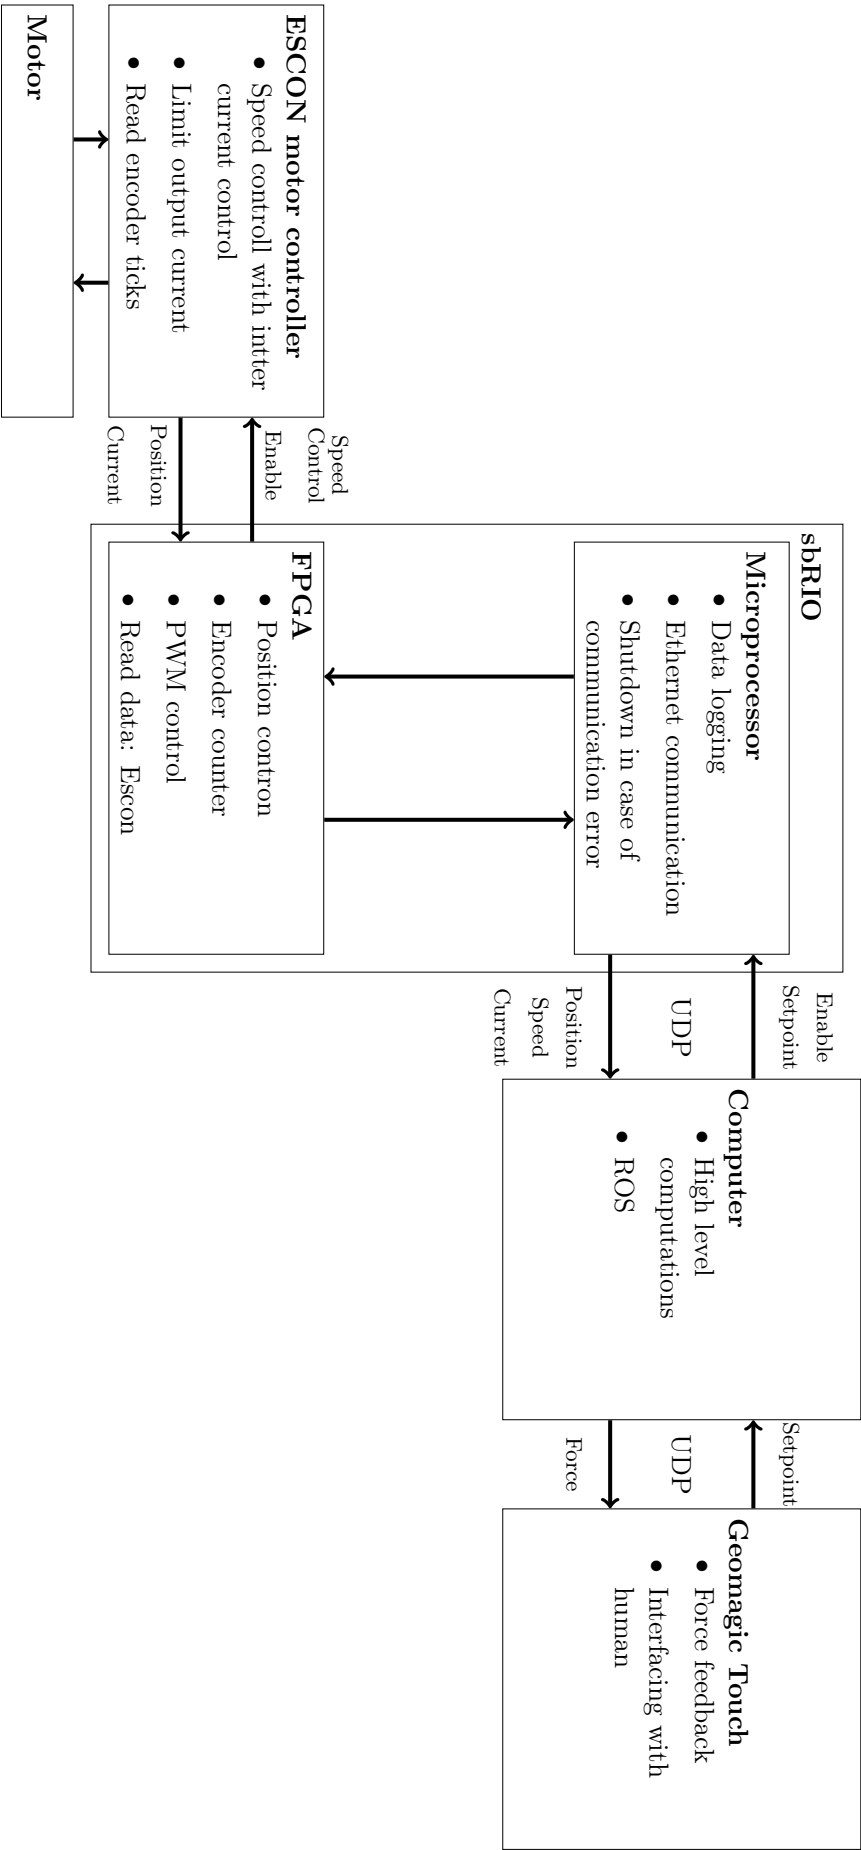 sbRIO
Microprocessor
• Data logging
• Ethernet communication
• Shutdown in case of
communication error
Enable
Setpoint
UDP
Position
Speed
Current
Computer
• High level
computations
• ROS
Setpoint
UDP
Force
Geomagic Touch
• Force feedback
• Interfacing with
human
ESCON motor controller
• Speed controll with intter
current control
• Limit output current
• Read encoder ticks
Speed
Control
Enable
Position
Current
FPGA
• Position contron
• Encoder counter
• PWM control
• Read data: Escon
Motor